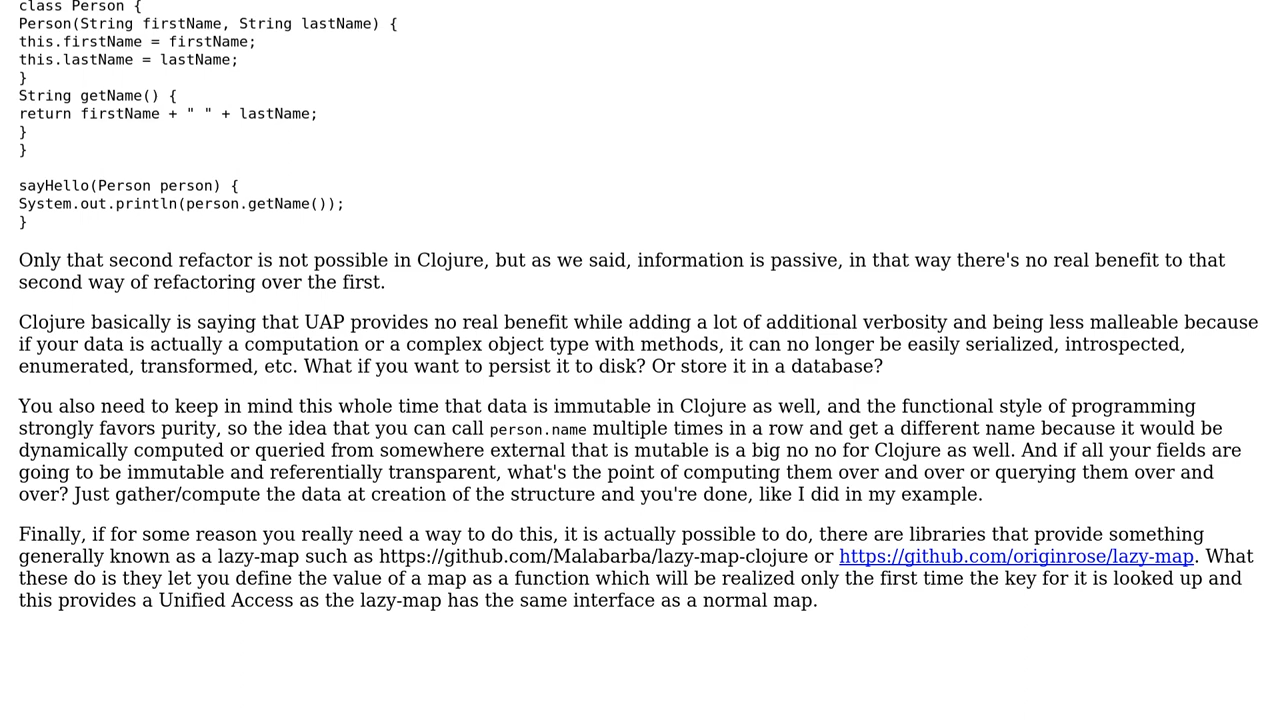 class Person {
Person(String firstName, String lastName) {
this.firstName = firstName;
this.lastName = lastName;
}
String getName() {
return firstName + " " + lastName;
}
}
sayHello(Person person) {
System.out.println(person.getName());
}
Only that second refactor is not possible in Clojure, but as we said, information is passive, in that way there's no real benefit to that
second way of refactoring over the first.
Clojure basically is saying that UAP provides no real benefit while adding a lot of additional verbosity and being less malleable because
if your data is actually a computation or a complex object type with methods, it can no longer be easily serialized, introspected,
enumerated, transformed, etc. What if you want to persist it to disk? Or store it in a database?
You also need to keep in mind this whole time that data is immutable in Clojure as well, and the functional style of programming
strongly favors purity, so the idea that you can call person.name multiple times in a row and get a different name because it would be
dynamically computed or queried from somewhere external that is mutable is a big no no for Clojure as well. And if all your fields are
going to be immutable and referentially transparent, what's the point of computing them over and over or querying them over and
over? Just gather/compute the data at creation of the structure and you're done, like I did in my example.
Finally, if for some reason you really need a way to do this, it is actually possible to do, there are libraries that provide something
generally known as a lazy-map such as https://github.com/Malabarba/lazy-map-clojure or https://github.com/originrose/lazy-map. What
these do is they let you define the value of a map as a function which will be realized only the first time the key for it is looked up and
this provides a Unified Access as the lazy-map has the same interface as a normal map.